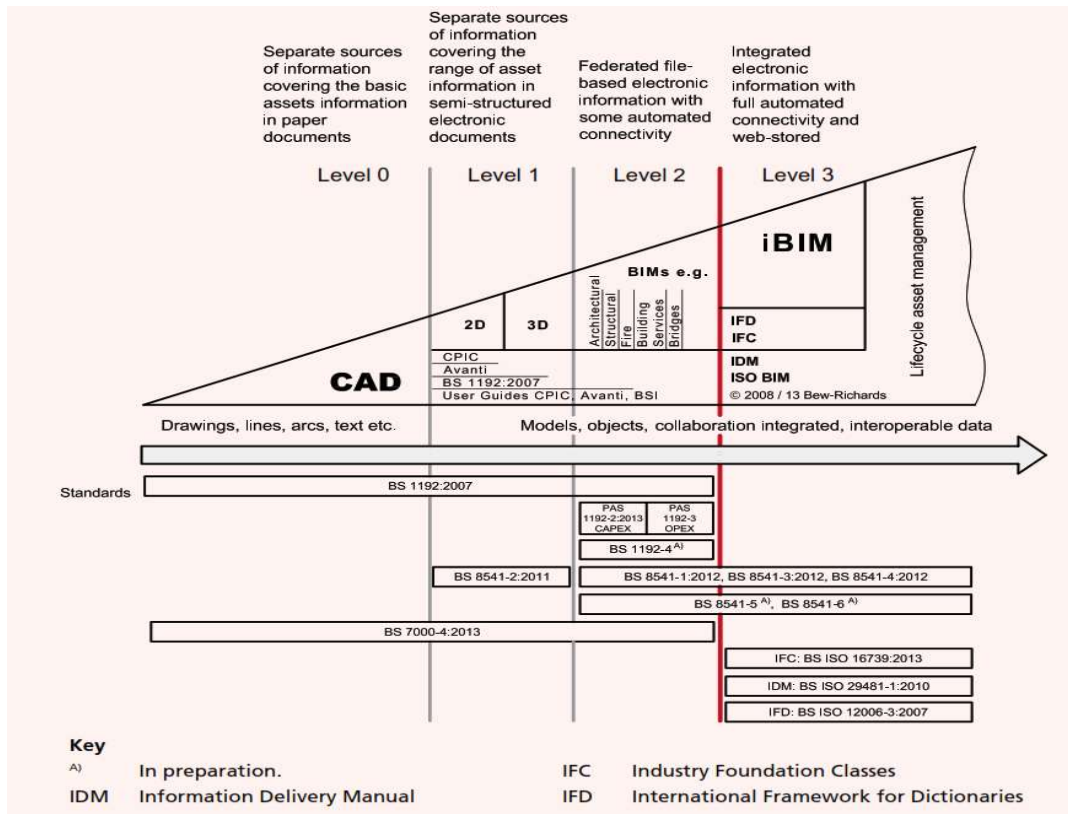 Separate sources
of information
covering the basic
assets information
in paper
documents
Separate sources
of information
covering the
range of asset
information in
semi-structured
electronic
documents
Federated file-
based electronic
information with
some automated
connectivity
Integrated
electronic
information with
full automated
connectivity and
web-stored
Level 0
Level 1
Level 2
Level 3
iBIM
BIMs e.g.
Architectural
Structural
Fire
Building
Services
Bridges
Lifecycle asset management
2D
3D
IFD
IFC
CAD
CPIC
Avanti
BS 1192:2007
User Guides CPIC, Avanti, BSI
IDM
ISO BIM
© 2008 / 13 Bew-Richards
Drawings, lines, arcs, text etc.
Models, objects, collaboration integrated, interoperable data
Standards
BS 1192:2007
PAS
1192-2:2013
CAPEX
PAS
1192-3
OPEX
BS 1192-4 A)
BS 8541-2:2011
BS 8541-1:2012, BS 8541-3:2012, BS 8541-4:2012
BS 8541-5 A), BS 8541-6 A)
BS 7000-4:2013
IFC: BS ISO 16739:2013
IDM: BS ISO 29481-1:2010
IFD: BS ISO 12006-3:2007
Key
A) In preparation.
IFC Industry Foundation Classes
IDM Information Delivery Manual
IFD International Framework for Dictionaries